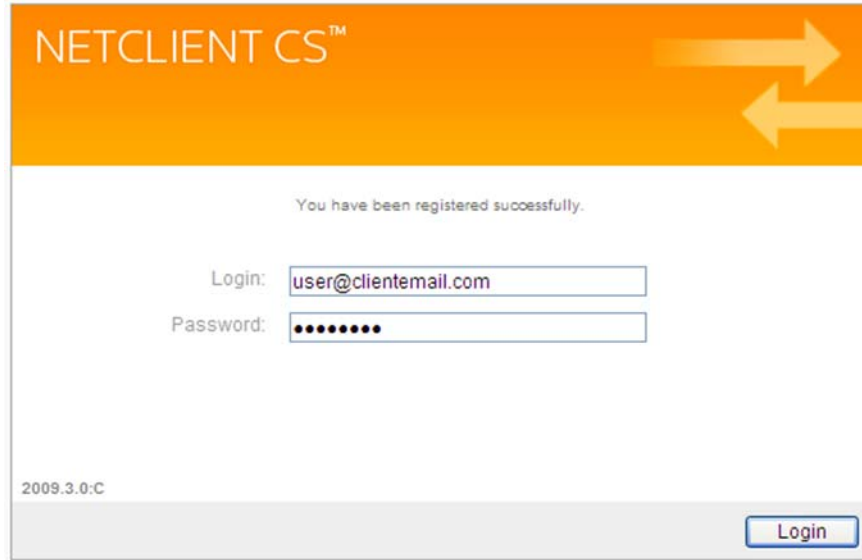 NETCLIENT CS™
You have been registered successfully.
Login: user@clientemail.com
Password: ••••••••
2009.3.0:C
Login